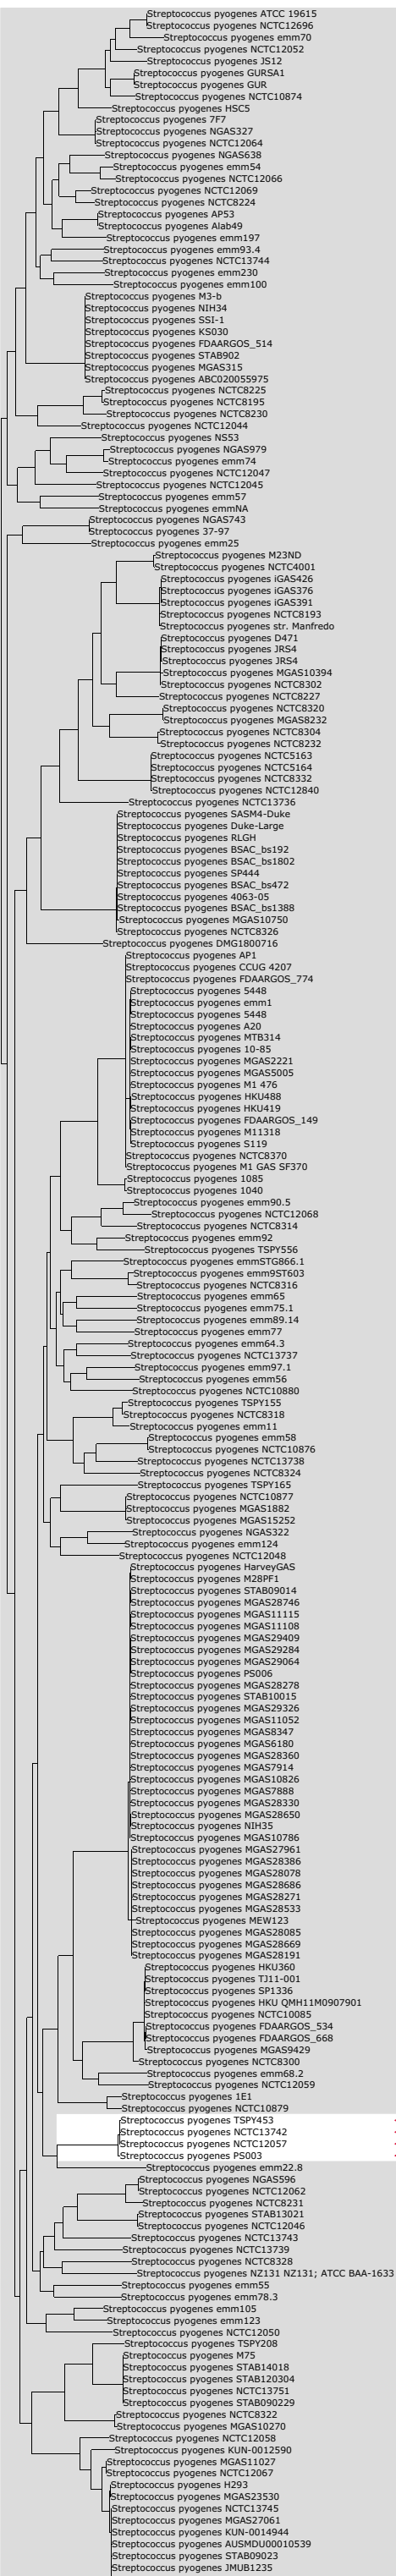 Streptococcus pyogenes ATCC 19615
Streptococcus pyogenes NCTC12696
Streptococcus pyogenes emm70
Streptococcus pyogenes NCTC12052
Streptococcus pyogenes JS12
Streptococcus pyogenes GURSA1
Streptococcus pyogenes GUR
Streptococcus pyogenes NCTC10874
Streptococcus pyogenes HSC5
Streptococcus pyogenes 7F7
Streptococcus pyogenes NGAS327
Streptococcus pyogenes NCTC12064
Streptococcus pyogenes NGAS638
Streptococcus pyogenes emm54
Streptococcus pyogenes NCTC12066
Streptococcus pyogenes NCTC12069
Streptococcus pyogenes NCTC8224
Streptococcus pyogenes AP53
Streptococcus pyogenes Alab49
Streptococcus pyogenes emm197
Streptococcus pyogenes emm93.4
Streptococcus pyogenes NCTC13744
Streptococcus pyogenes emm230
Streptococcus pyogenes emm100
Streptococcus pyogenes M3-b
Streptococcus pyogenes NIH34
Streptococcus pyogenes SSI-1
Streptococcus pyogenes KS030
Streptococcus pyogenes FDAARGOS_514
Streptococcus pyogenes STAB902
Streptococcus pyogenes MGAS315
Streptococcus pyogenes ABC020055975
Streptococcus pyogenes NCTC8225
Streptococcus pyogenes NCTC8195
Streptococcus pyogenes NCTC8230
Streptococcus pyogenes NCTC12044
Streptococcus pyogenes NS53
Streptococcus pyogenes NGAS979
Streptococcus pyogenes emm74
Streptococcus pyogenes NCTC12047
Streptococcus pyogenes NCTC12045
Streptococcus pyogenes emm57
Streptococcus pyogenes emmNA
Streptococcus pyogenes NGAS743
Streptococcus pyogenes 37-97
Streptococcus pyogenes emm25
Streptococcus pyogenes M23ND
Streptococcus pyogenes NCTC4001
Streptococcus pyogenes iGAS426
Streptococcus pyogenes iGAS376
Streptococcus pyogenes iGAS391
Streptococcus pyogenes NCTC8193
Streptococcus pyogenes str. Manfredo
Streptococcus pyogenes D471
Streptococcus pyogenes JRS4
Streptococcus pyogenes JRS4
Streptococcus pyogenes MGAS10394
Streptococcus pyogenes NCTC8302
Streptococcus pyogenes NCTC8227
Streptococcus pyogenes NCTC8320
Streptococcus pyogenes MGAS8232
Streptococcus pyogenes NCTC8304
Streptococcus pyogenes NCTC8232
Streptococcus pyogenes NCTC5163
Streptococcus pyogenes NCTC5164
Streptococcus pyogenes NCTC8332
Streptococcus pyogenes NCTC12840
Streptococcus pyogenes NCTC13736
Streptococcus pyogenes SASM4-Duke
Streptococcus pyogenes Duke-Large
Streptococcus pyogenes RLGH
Streptococcus pyogenes BSAC_bs192
Streptococcus pyogenes BSAC_bs1802
Streptococcus pyogenes SP444
Streptococcus pyogenes BSAC_bs472
Streptococcus pyogenes 4063-05
Streptococcus pyogenes BSAC_bs1388
Streptococcus pyogenes MGAS10750
Streptococcus pyogenes NCTC8326
Streptococcus pyogenes DMG1800716
Streptococcus pyogenes AP1
Streptococcus pyogenes CCUG 4207
Streptococcus pyogenes FDAARGOS_774
Streptococcus pyogenes 5448
Streptococcus pyogenes emm1
Streptococcus pyogenes 5448
Streptococcus pyogenes A20
Streptococcus pyogenes MTB314
Streptococcus pyogenes 10-85
Streptococcus pyogenes MGAS2221
Streptococcus pyogenes MGAS5005
Streptococcus pyogenes M1 476
Streptococcus pyogenes HKU488
Streptococcus pyogenes HKU419
Streptococcus pyogenes FDAARGOS_149
Streptococcus pyogenes M11318
Streptococcus pyogenes S119
Streptococcus pyogenes NCTC8370
Streptococcus pyogenes M1 GAS SF370
Streptococcus pyogenes 1085
Streptococcus pyogenes 1040
Streptococcus pyogenes emm90.5
Streptococcus pyogenes NCTC12068
Streptococcus pyogenes NCTC8314
Streptococcus pyogenes emm92
Streptococcus pyogenes TSPY556
Streptococcus pyogenes emmSTG866.1
Streptococcus pyogenes emm9ST603
Streptococcus pyogenes NCTC8316
Streptococcus pyogenes emm65
Streptococcus pyogenes emm75.1
Streptococcus pyogenes emm89.14
Streptococcus pyogenes emm77
Streptococcus pyogenes emm64.3
Streptococcus pyogenes NCTC13737
Streptococcus pyogenes emm97.1
Streptococcus pyogenes emm56
Streptococcus pyogenes NCTC10880
Streptococcus pyogenes TSPY155
Streptococcus pyogenes NCTC8318
Streptococcus pyogenes emm11
Streptococcus pyogenes emm58
Streptococcus pyogenes NCTC10876
Streptococcus pyogenes NCTC13738
Streptococcus pyogenes NCTC8324
Streptococcus pyogenes TSPY165
Streptococcus pyogenes NCTC10877
Streptococcus pyogenes MGAS1882
Streptococcus pyogenes MGAS15252
Streptococcus pyogenes NGAS322
Streptococcus pyogenes emm124
Streptococcus pyogenes NCTC12048
Streptococcus pyogenes HarveyGAS
Streptococcus pyogenes M28PF1
Streptococcus pyogenes STAB09014
Streptococcus pyogenes MGAS28746
Streptococcus pyogenes MGAS11115
Streptococcus pyogenes MGAS11108
Streptococcus pyogenes MGAS29409
Streptococcus pyogenes MGAS29284
Streptococcus pyogenes MGAS29064
Streptococcus pyogenes PS006
Streptococcus pyogenes MGAS28278
Streptococcus pyogenes STAB10015
Streptococcus pyogenes MGAS29326
Streptococcus pyogenes MGAS11052
Streptococcus pyogenes MGAS8347
Streptococcus pyogenes MGAS6180
Streptococcus pyogenes MGAS28360
Streptococcus pyogenes MGAS7914
Streptococcus pyogenes MGAS10826
Streptococcus pyogenes MGAS7888
Streptococcus pyogenes MGAS28330
Streptococcus pyogenes MGAS28650
Streptococcus pyogenes NIH35
Streptococcus pyogenes MGAS10786
Streptococcus pyogenes MGAS27961
Streptococcus pyogenes MGAS28386
Streptococcus pyogenes MGAS28078
Streptococcus pyogenes MGAS28686
Streptococcus pyogenes MGAS28271
Streptococcus pyogenes MGAS28533
Streptococcus pyogenes MEW123
Streptococcus pyogenes MGAS28085
Streptococcus pyogenes MGAS28669
Streptococcus pyogenes MGAS28191
Streptococcus pyogenes HKU360
Streptococcus pyogenes TJ11-001
Streptococcus pyogenes SP1336
Streptococcus pyogenes HKU QMH11M0907901
Streptococcus pyogenes NCTC10085
Streptococcus pyogenes FDAARGOS_534
Streptococcus pyogenes FDAARGOS_668
Streptococcus pyogenes MGAS9429
Streptococcus pyogenes NCTC8300
Streptococcus pyogenes emm68.2
Streptococcus pyogenes NCTC12059
Streptococcus pyogenes 1E1
Streptococcus pyogenes NCTC10879
Streptococcus pyogenes TSPY453
Streptococcus pyogenes NCTC13742
Streptococcus pyogenes NCTC12057
Streptococcus pyogenes PS003
Streptococcus pyogenes emm22.8
Streptococcus pyogenes NGAS596
Streptococcus pyogenes NCTC12062
Streptococcus pyogenes NCTC8231
Streptococcus pyogenes STAB13021
Streptococcus pyogenes NCTC12046
Streptococcus pyogenes NCTC13743
Streptococcus pyogenes NCTC13739
Streptococcus pyogenes NCTC8328
Streptococcus pyogenes NZ131 NZ131; ATCC BAA-1633
Streptococcus pyogenes emm55
Streptococcus pyogenes emm78.3
Streptococcus pyogenes emm105
Streptococcus pyogenes emm123
Streptococcus pyogenes NCTC12050
Streptococcus pyogenes TSPY208
Streptococcus pyogenes M75
Streptococcus pyogenes STAB14018
Streptococcus pyogenes STAB120304
Streptococcus pyogenes NCTC13751
Streptococcus pyogenes STAB090229
Streptococcus pyogenes NCTC8322
Streptococcus pyogenes MGAS10270
Streptococcus pyogenes NCTC12058
Streptococcus pyogenes KUN-0012590
Streptococcus pyogenes MGAS11027
Streptococcus pyogenes NCTC12067
Streptococcus pyogenes H293
Streptococcus pyogenes MGAS23530
Streptococcus pyogenes NCTC13745
Streptococcus pyogenes MGAS27061
Streptococcus pyogenes KUN-0014944
Streptococcus pyogenes AUSMDU00010539
Streptococcus pyogenes STAB09023
Streptococcus pyogenes JMUB1235